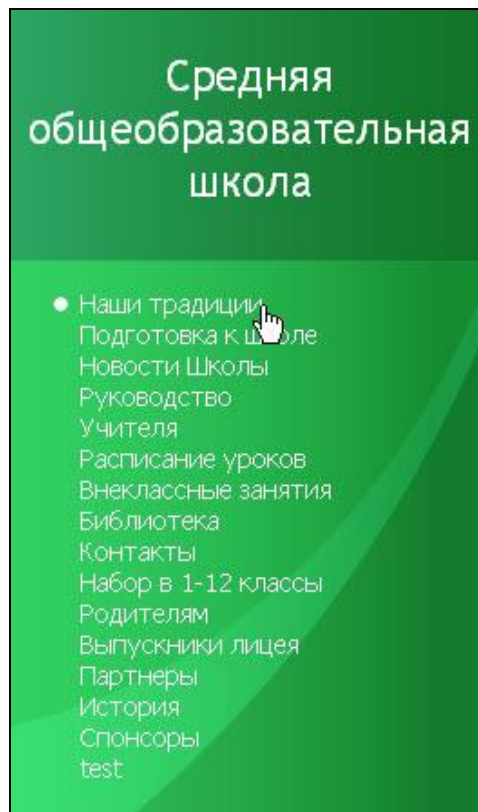 Средняя
общеобразовательная
школа
Наши традиции
Подготовка к школе
Новости Школы
Руководство
Учителя
Расписание уроков
Внеклассные занятия
Библиотека
Контакты
Набор в 1-12 классы
Родителям
Выпускники лицея
Партнеры
История
Спонсоры
test